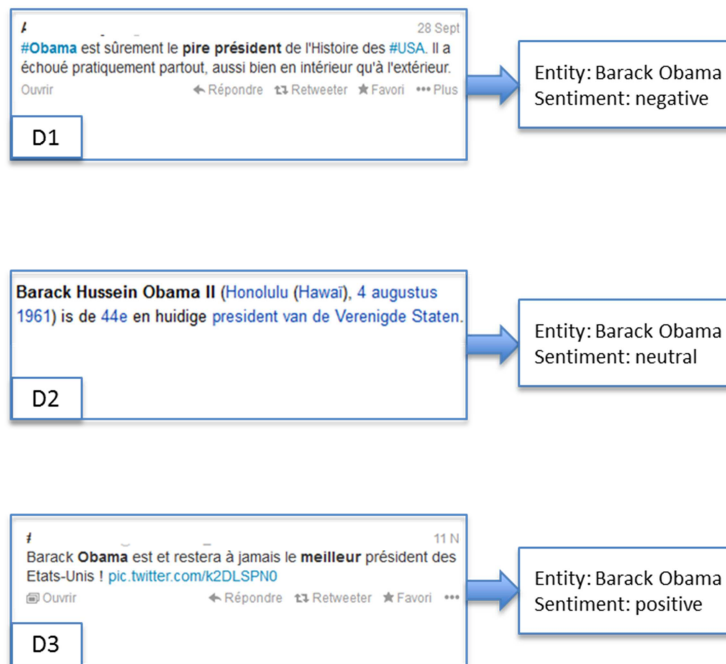 28 Sept
#Obama est sûrement le pire président de l'Histoire des #USA. Il a
échoué pratiquement partout, aussi bien en intérieur qu'à l'extérieur.
Ouvrir Répondre Retweeter Favori Plus
D1
Entity: Barack Obama
Sentiment: negative
Barack Hussein Obama II (Honolulu (Hawaï), 4 augustus
1961) is de 44e en huidige president van de Verenigde Staten.
D2
Entity: Barack Obama
Sentiment: neutral
11 N
Barack Obama est et restera à jamais le meilleur président des
Etats-Unis ! pic.twitter.com/k2DLSPN0
Ouvrir Répondre Retweeter Favori
D3
Entity: Barack Obama
Sentiment: positive